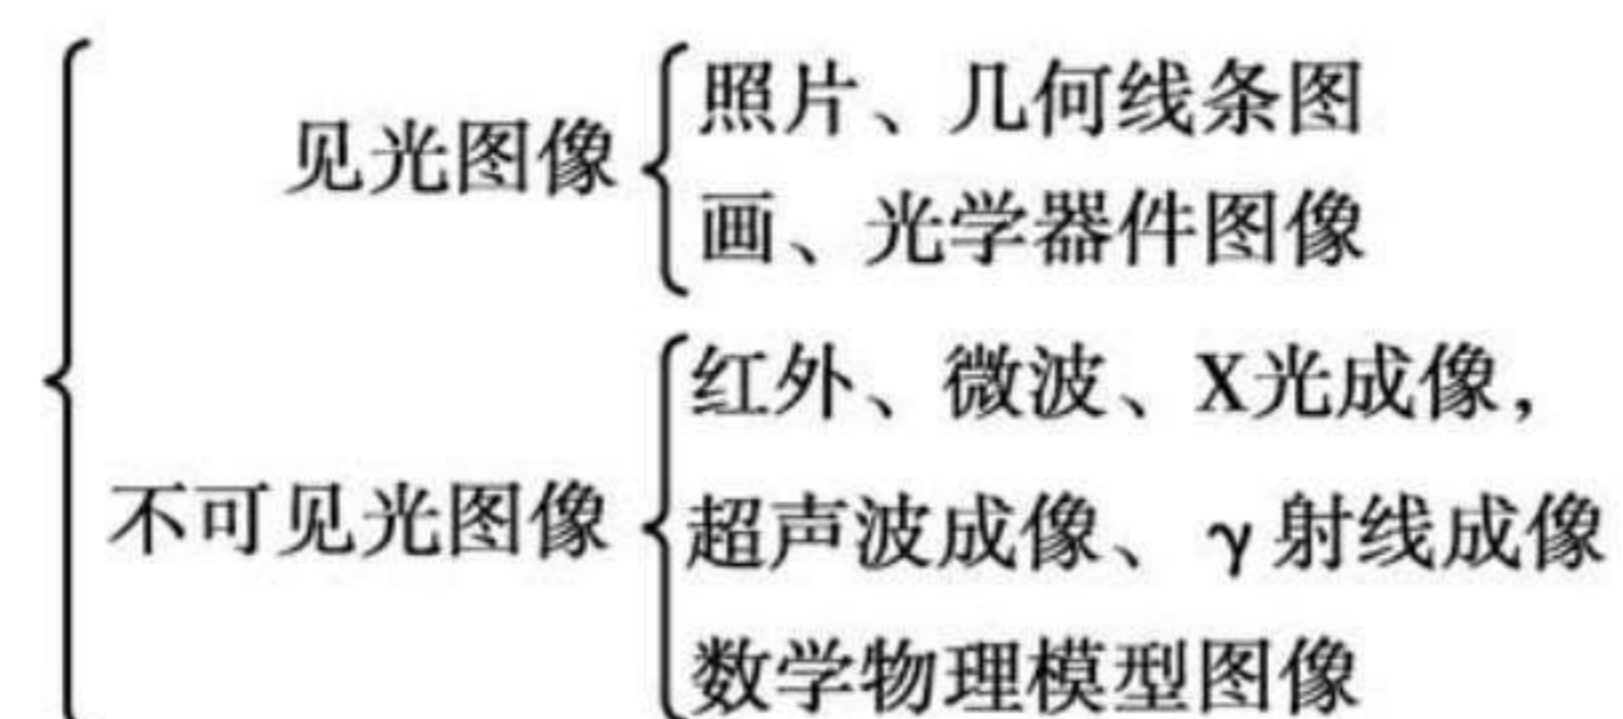 见光图像
照片、几何线条图
画、光学器件图像
不可见光图像
红外、微波、X光成像,
超声波成像、γ射线成像
数学物理模型图像